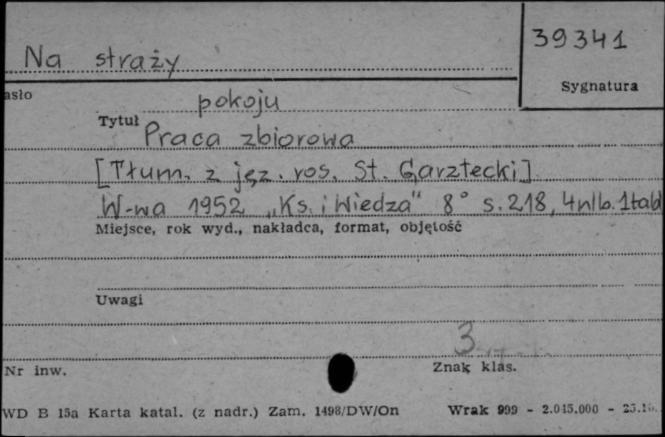 39341
Na straży
Sygnatura
asło
pokoju
Tytuł
Praca zbiorowa
[Tłum. z jęz. ros. St. Garztecki]
W-wa 1952 „Ks. i Wiedza" 8° s. 218, 4 nlb. 1 tabl
Miejsce, rok wyd., nakładca, format, objętość
Uwagi
3
Nr inw.
Znak klas.
WD B 15a Karta katal. (z nadr.) Zam. 1498/DW/On Wrak 999 - 2.045.000 -